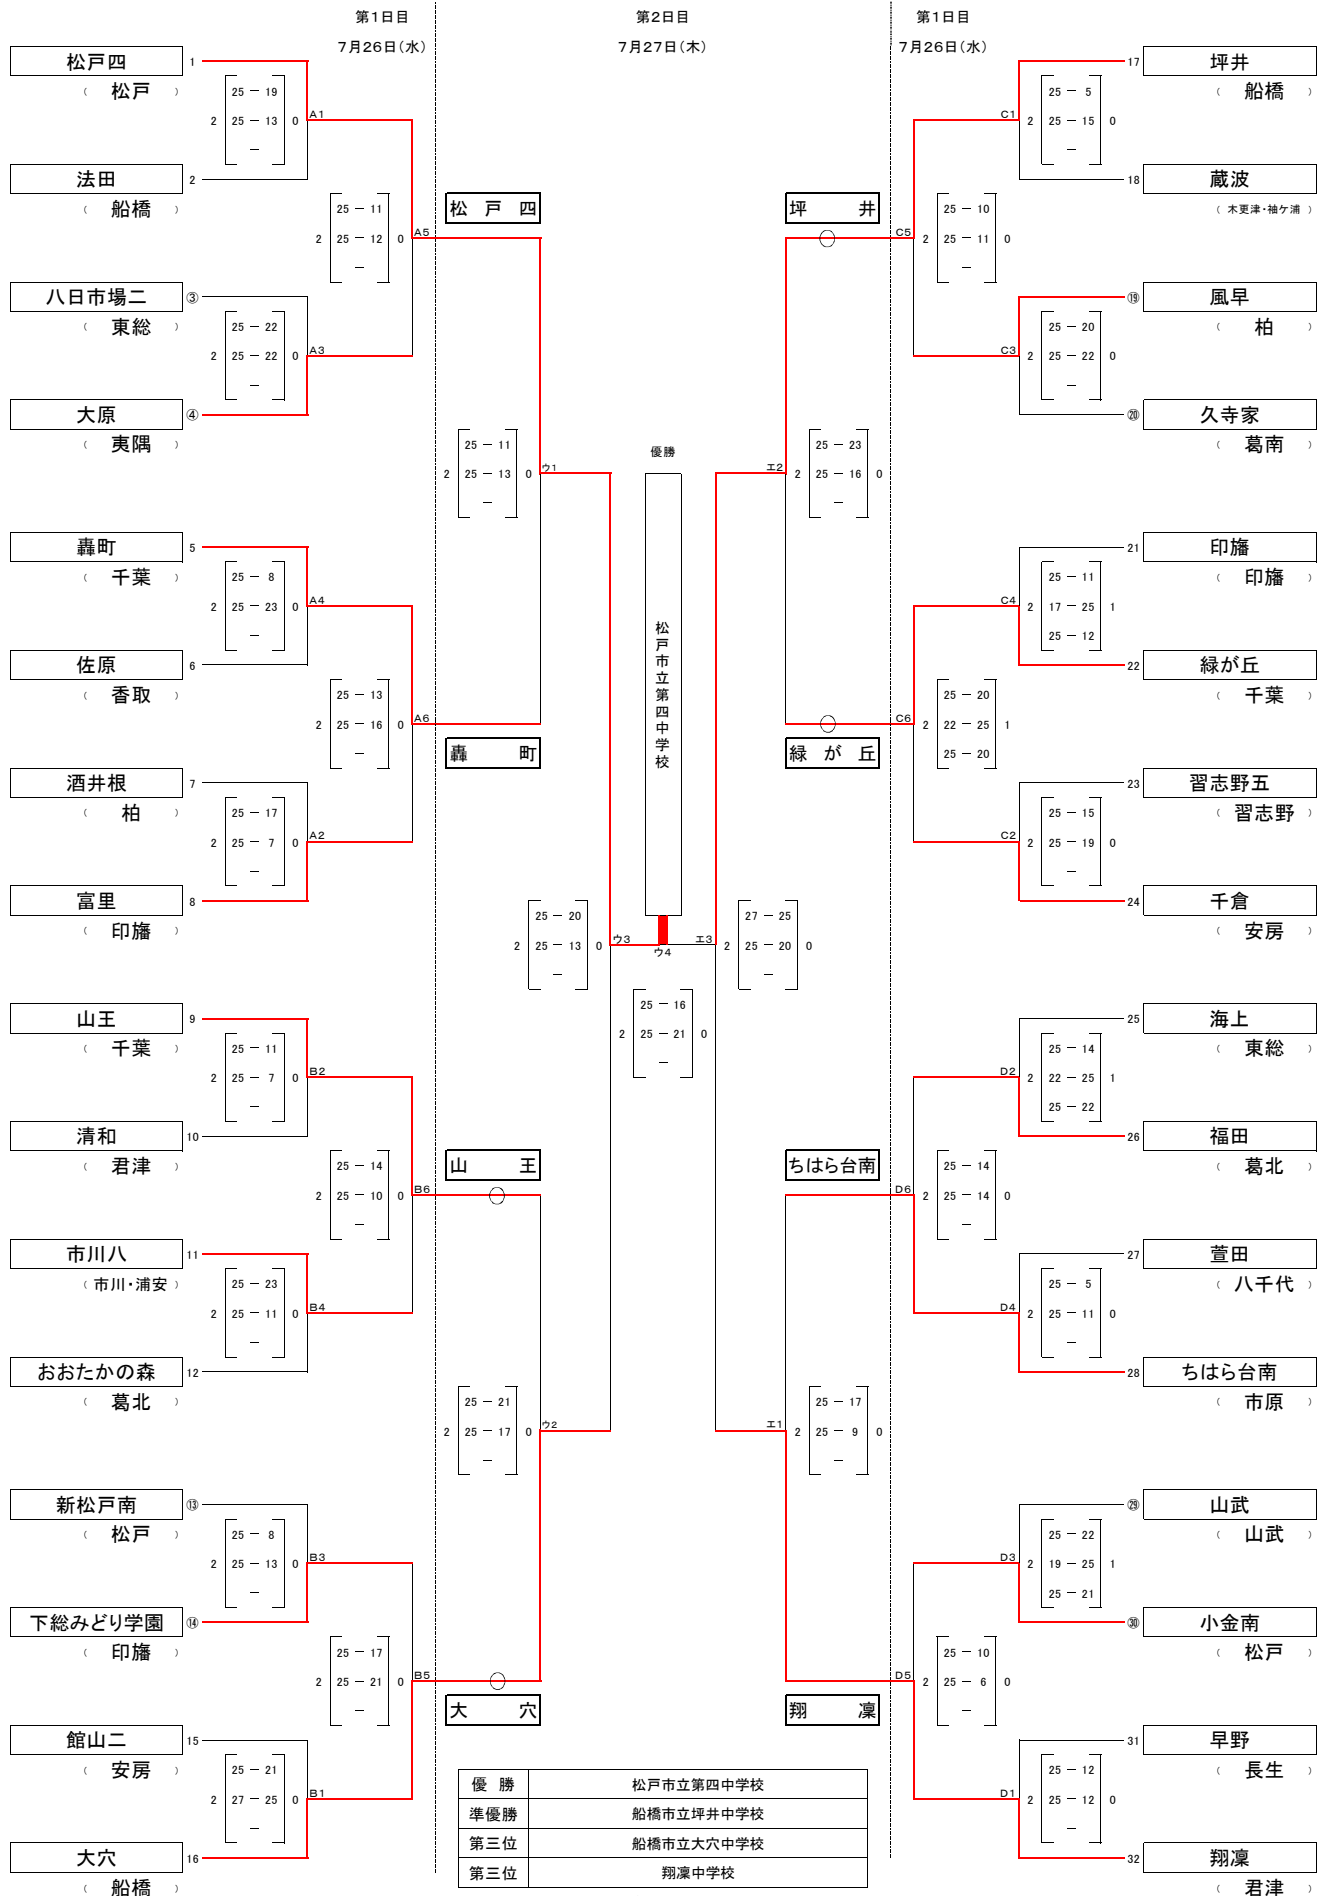 第1日目 第2日目 第1日目
7月26日(水) 7月27日(木) 7月26日(水)
松戸四 1
( 松戸 )
25 － 19
2 25 － 13 0 A1
－
法田 2
( 船橋 )
25 － 11
2 25 － 12 0 A5
－
八日市場二 ③
( 東総 )
25 － 22
2 25 － 22 0 A3
－
大原 ④
( 夷隅 )
轟町 5
( 千葉 )
25 － 8
2 25 － 23 0 A4
－
佐原 6
( 香取 )
25 － 13
2 25 － 16 0 A6
－
酒井根 7
( 柏 )
25 － 17
2 25 － 7 0 A2
－
富里 8
( 印旛 )
山王 9
( 千葉 )
25 － 11
2 25 － 7 0 B2
－
清和 10
( 君津 )
25 － 14
2 25 － 10 0 B6
－
市川八 11
( 市川・浦安 )
25 － 23
2 25 － 11 0 B4
－
おおたかの森 12
( 葛北 )
新松戸南 ⑬
( 松戸 )
25 － 8
2 25 － 13 0 B3
－
下総みどり学園 ⑭
( 印旛 )
25 － 17
2 25 － 21 0 B5
－
館山二 15
( 安房 )
25 － 21
2 27 － 25 0 B1
－
大穴 16
( 船橋 )
松戸四
25 － 11
2 25 － 13 0 ウ1
－
轟町
25 － 20
2 25 － 13 0 ウ3
－
山王
25 － 21
2 25 － 17 0 ウ2
－
大穴
優勝
松戸市立第四中学校
ウ4
25 － 16
2 25 － 21 0
－
坪井
25 － 23
エ2 2 25 － 16 0
－
緑が丘
27 － 25
エ3 2 25 － 20 0
－
ちはら台南
25 － 17
エ1 2 25 － 9 0
－
翔凜
17 坪井
( 船橋 )
25 － 5
C1 2 25 － 15 0
－
18 蔵波
( 木更津・袖ケ浦 )
25 － 10
C5 2 25 － 11 0
－
⑲ 風早
( 柏 )
25 － 20
C3 2 25 － 22 0
－
⑳ 久寺家
( 葛南 )
21 印旛
( 印旛 )
25 － 11
C4 2 17 － 25 1
25 － 12
22 緑が丘
( 千葉 )
25 － 20
C6 2 22 － 25 1
25 － 20
23 習志野五
( 習志野 )
25 － 15
C2 2 25 － 19 0
－
24 千倉
( 安房 )
25 海上
( 東総 )
25 － 14
D2 2 22 － 25 1
25 － 22
26 福田
( 葛北 )
25 － 14
D6 2 25 － 14 0
－
27 萱田
( 八千代 )
25 － 5
D4 2 25 － 11 0
－
28 ちはら台南
( 市原 )
㉙ 山武
( 山武 )
25 － 22
D3 2 19 － 25 1
25 － 21
㉚ 小金南
( 松戸 )
25 － 10
D5 2 25 － 6 0
－
31 早野
( 長生 )
25 － 12
D1 2 25 － 12 0
－
32 翔凜
( 君津 )
優 勝 松戸市立第四中学校
準優勝 船橋市立坪井中学校
第三位 船橋市立大穴中学校
第三位 翔凜中学校